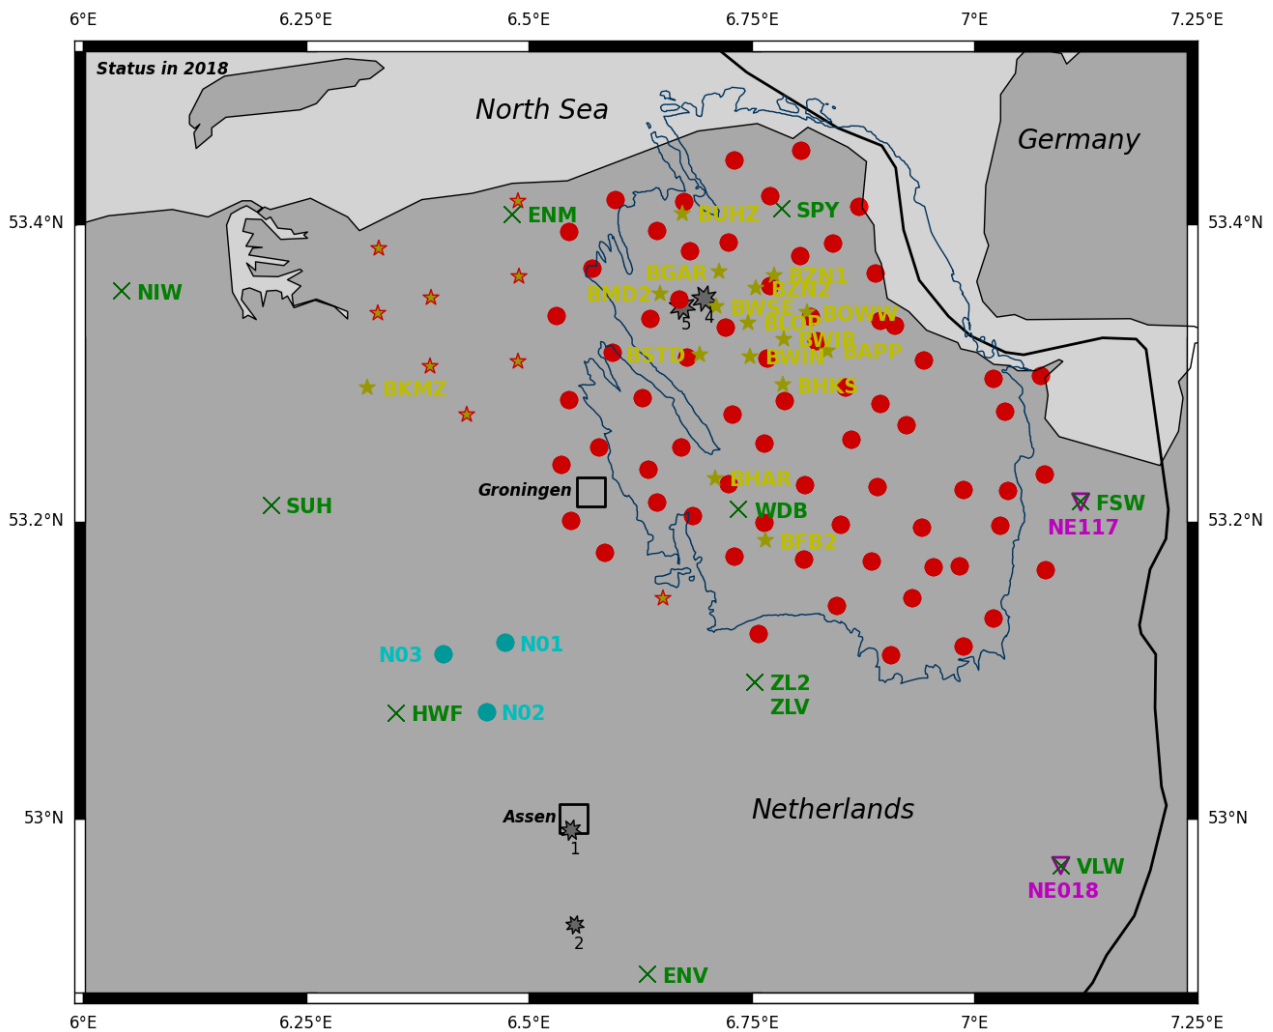 6°E 6.25°E 6.5°E 6.75°E 7°E 7.25°E
Status in 2018
North Sea
Germany
53.4°N
ENM
BUHZ
SPY
53.4°N
NIW
BGAR
BZN1
BMD2
BZN2
BWSE
BOWW
5
4
BLOP
BWIR
BSTD
BWIN
BAPP
BKMZ
BHKS
Groningen
BHAR
SUH
WDB
FSW
53.2°N
NE117
53.2°N
BFB2
N03
N01
ZL2
ZLV
HWF
N02
Netherlands
53°N
Assen
53°N
1
VLW
NE018
2
ENV
6°E 6.25°E 6.5°E 6.75°E 7°E 7.25°E